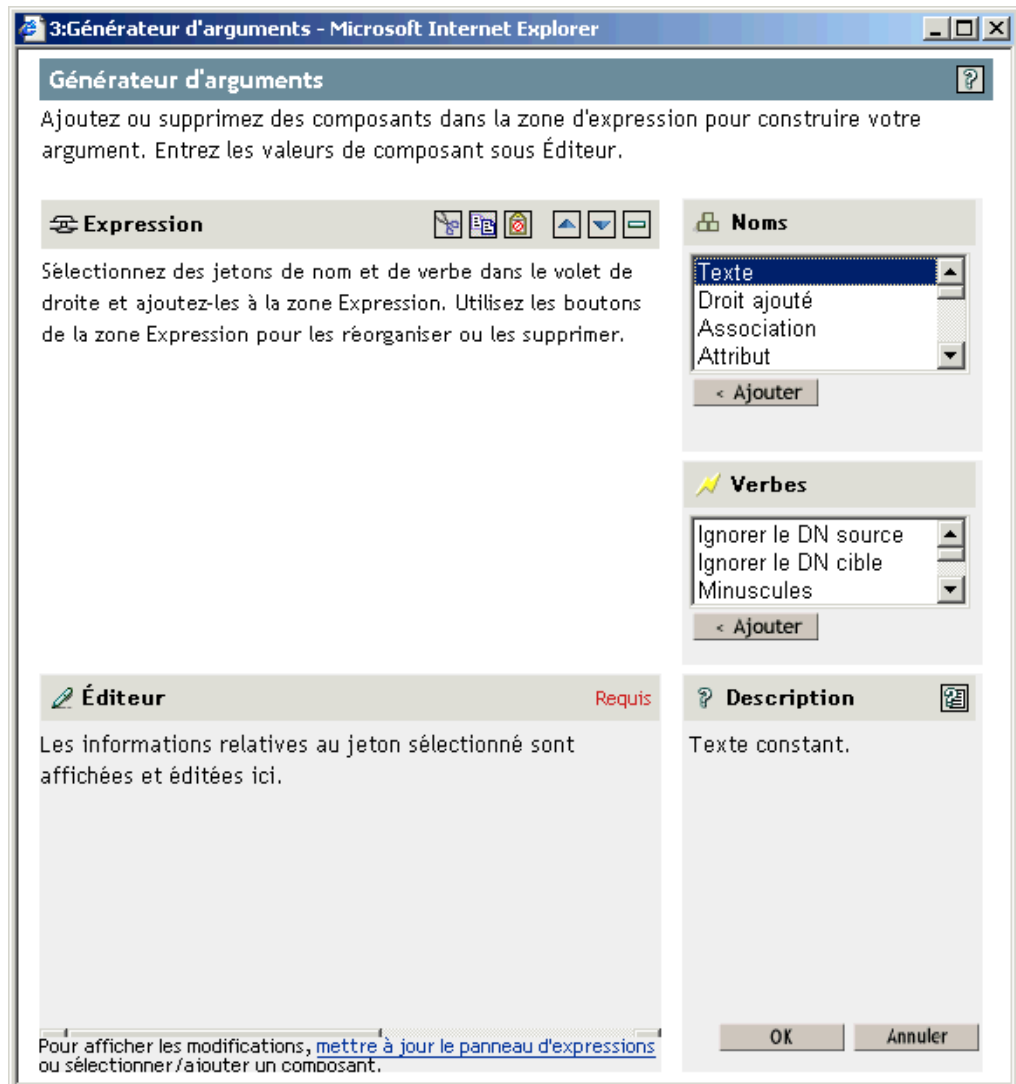 3:Générateur d'arguments - Microsoft Internet Explorer
Générateur d'arguments
Ajoutez ou supprimez des composants dans la zone d'expression pour construire votre
argument. Entrez les valeurs de composant sous Éditeur.
Expression
Sélectionnez des jetons de nom et de verbe dans le volet de
droite et ajoutez-les à la zone Expression. Utilisez les boutons
de la zone Expression pour les réorganiser ou les supprimer.
Noms
Texte
Droit ajouté
Association
Attribut
< Ajouter
Verbes
Ignorer le DN source
Ignorer le DN cible
Minuscules
< Ajouter
Éditeur
Requis
Les informations relatives au jeton sélectionné sont
affichées et éditées ici.
Description
Texte constant.
Pour afficher les modifications, mettre à jour le panneau d'expressions
ou sélectionner/ajouter un composant.
OK
Annuler